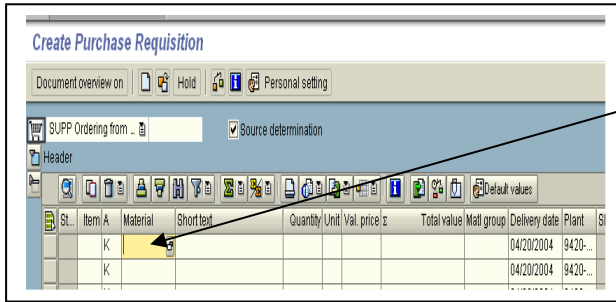 Create Purchase Requisition
Document overview on Hold Personal setting
SUPP Ordering from ... Source determination
Header
Default values
St... Item A Material Short text Quantity Unit Val. price Σ Total value Matl group Delivery date Plant
K 04/20/2004 9420-...
K 04/20/2004 9420-...